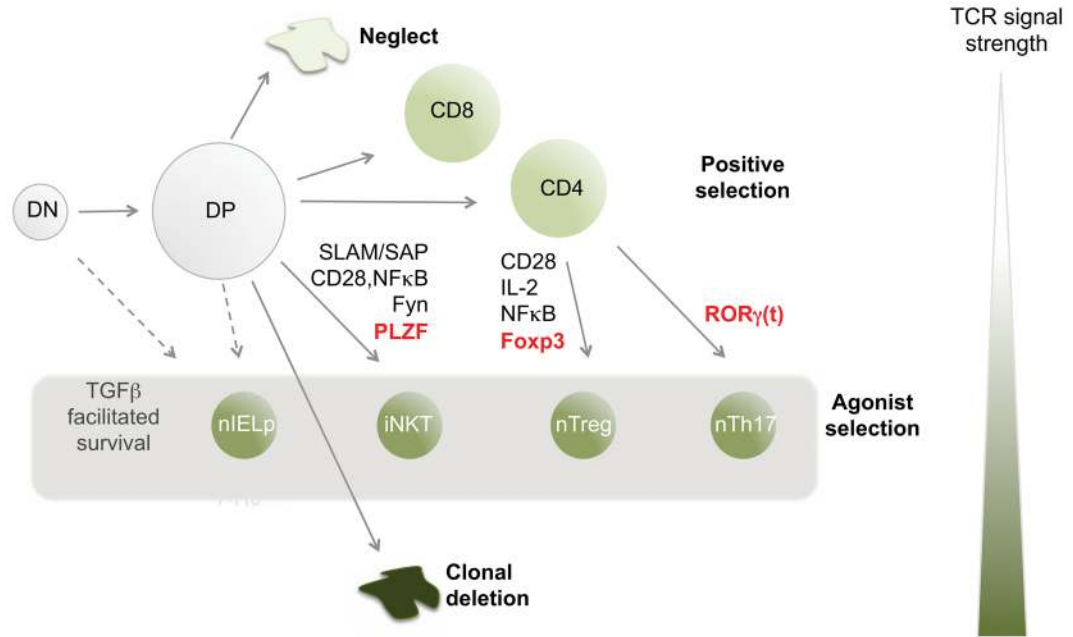 TCR signal
strength
Neglect
CD8
Positive
selection
CD4
DN
DP
SLAM/SAP
CD28,NFκB
Fyn
PLZF
CD28
IL-2
NFκB
Foxp3
RORγ(t)
TGFβ
facilitated
survival
nIELp
iNKT
nTreg
nTh17
Agonist
selection
Clonal
deletion